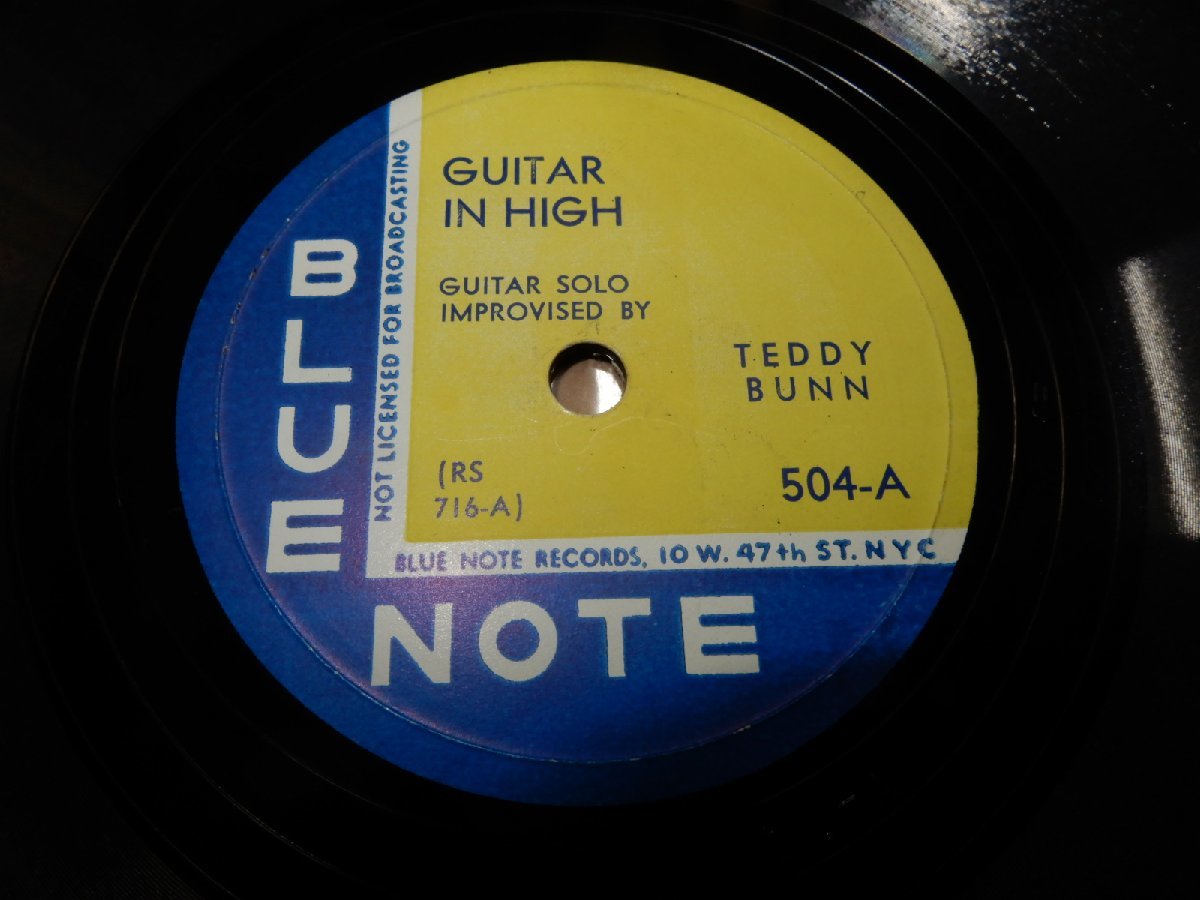 GUITAR
IN HIGH
GUITAR SOLO
IMPROVISED BY
TEDDY
BUNN
(RS
716-A)
504-A
NOT LICENSED FOR BROADCASTING
BLUE NOTE RECORDS, 10 W. 47th ST. NYC
BLUE
NOTE